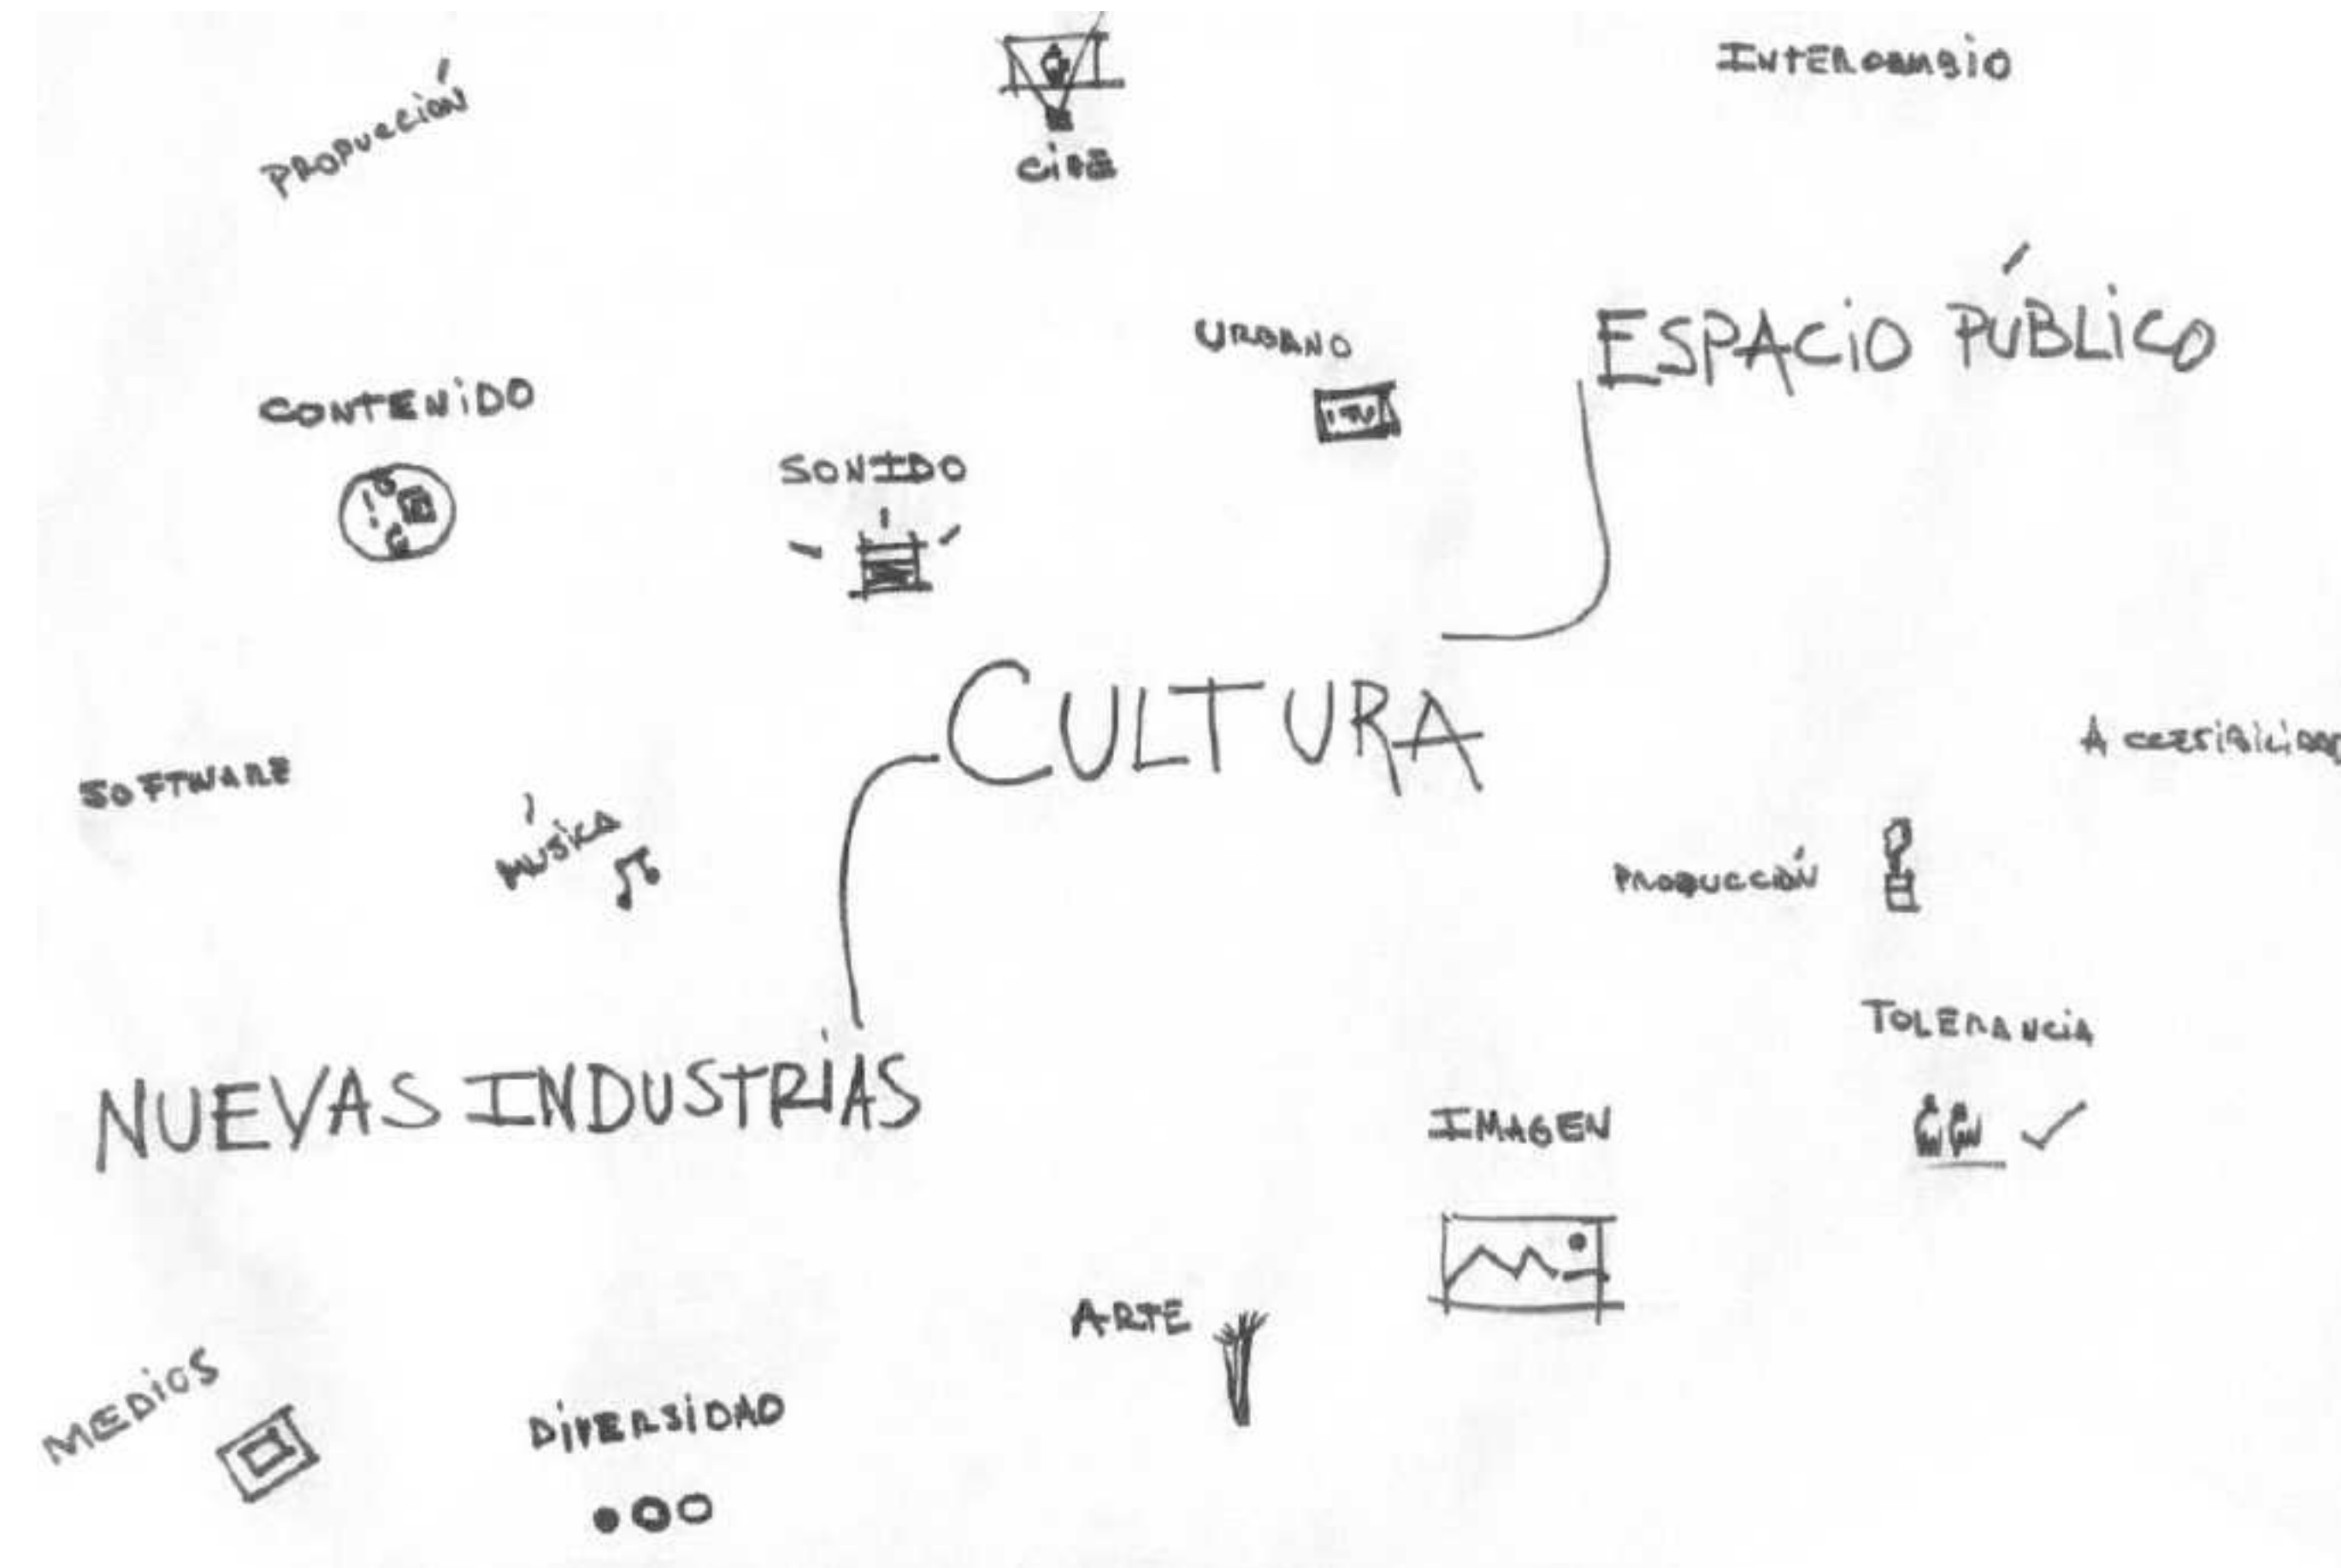 PRODUCCIÓN
CINE
INTERCAMBIO
URBANO
ESPACIO PÚBLICO
CONTENIDO
SONIDO
CULTURA
SOFTWARE
MÚSICA
ACCESIBILIDAD
PRODUCCIÓN
TOLERANCIA
NUEVAS INDUSTRIAS
IMAGEN
ARTE
MEDIOS
DIVERSIDAD